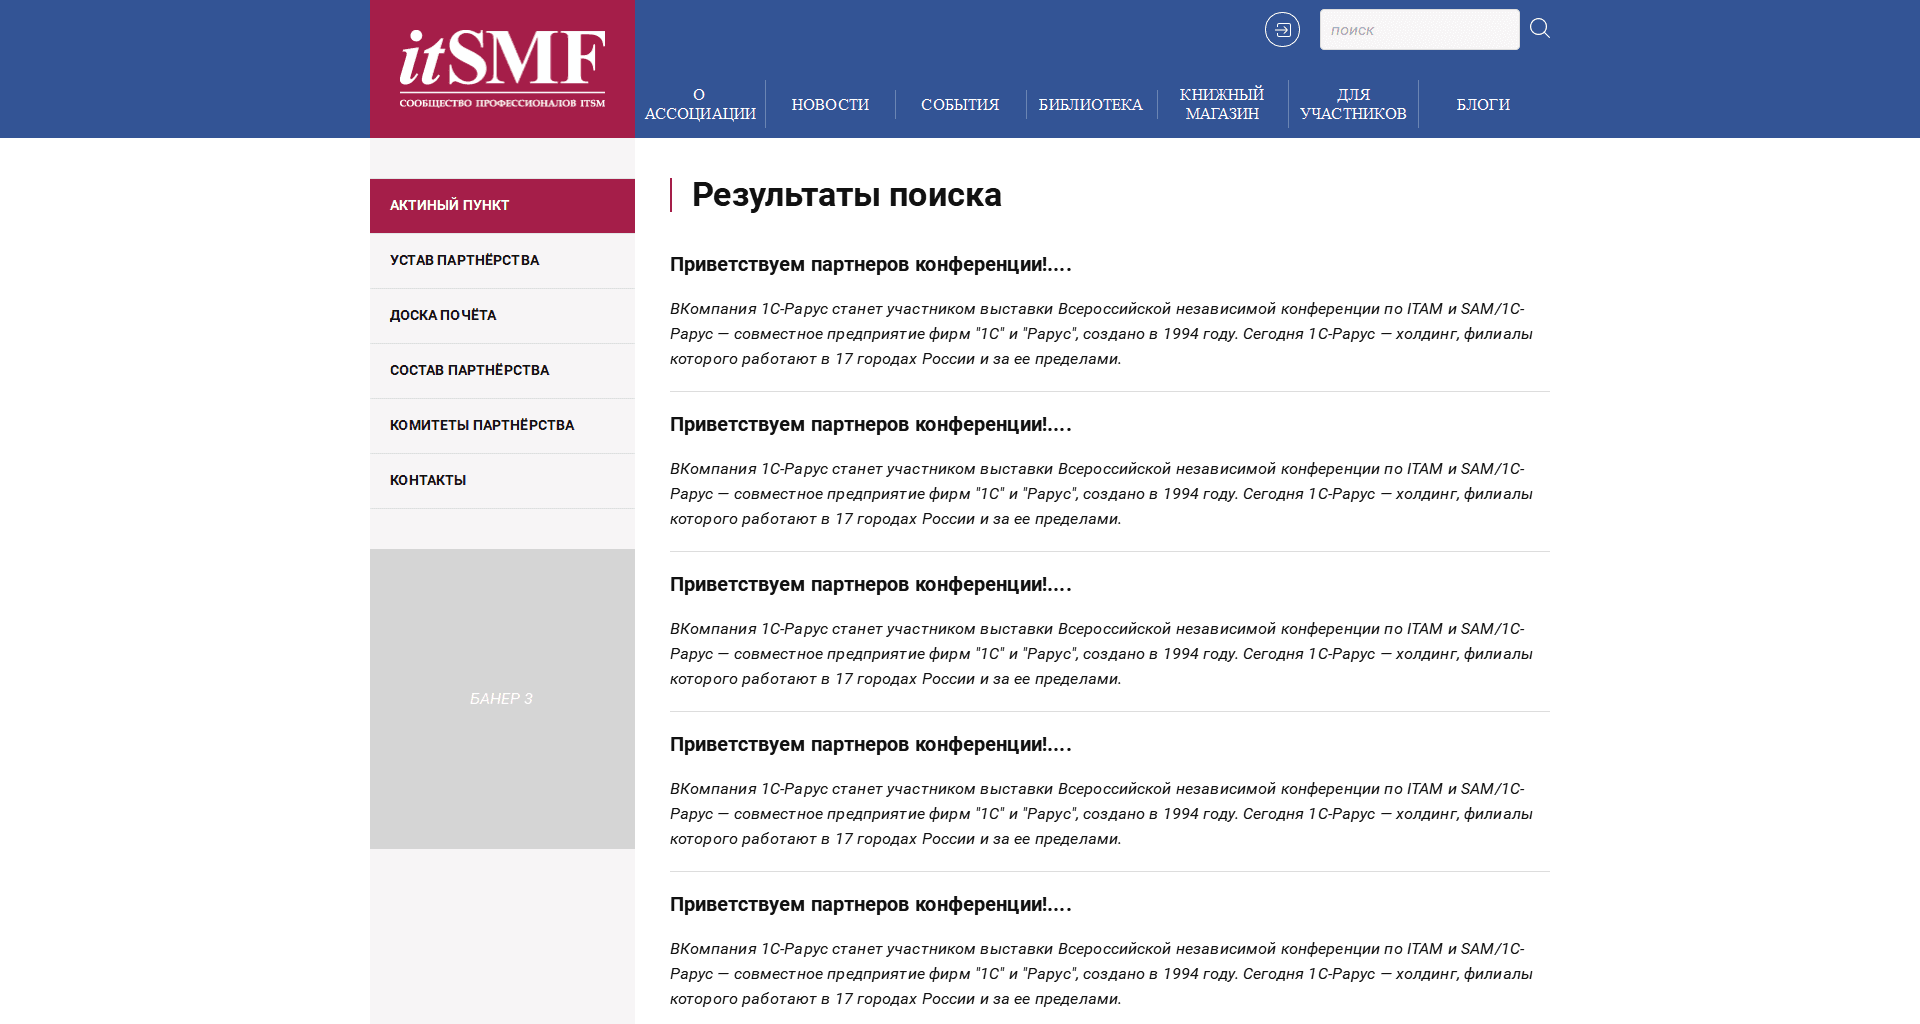 itSMF
СООБЩЕСТВО ПРОФЕССИОНАЛОВ ITSM
поиск
О
АССОЦИАЦИИ
НОВОСТИ
СОБЫТИЯ
БИБЛИОТЕКА
КНИЖНЫЙ
МАГАЗИН
ДЛЯ
УЧАСТНИКОВ
БЛОГИ
АКТИНЫЙ ПУНКТ
УСТАВ ПАРТНЁРСТВА
ДОСКА ПОЧЁТА
СОСТАВ ПАРТНЁРСТВА
КОМИТЕТЫ ПАРТНЁРСТВА
КОНТАКТЫ
БАНЕР 3
Результаты поиска
Приветствуем партнеров конференции!....
ВКомпания 1С-Рарус станет участником выставки Всероссийской независимой конференции по ITAM и SAM/1С-
Рарус — совместное предприятие фирм "1С" и "Рарус", создано в 1994 году. Сегодня 1С-Рарус — холдинг, филиалы
которого работают в 17 городах России и за ее пределами.
Приветствуем партнеров конференции!....
ВКомпания 1С-Рарус станет участником выставки Всероссийской независимой конференции по ITAM и SAM/1С-
Рарус — совместное предприятие фирм "1С" и "Рарус", создано в 1994 году. Сегодня 1С-Рарус — холдинг, филиалы
которого работают в 17 городах России и за ее пределами.
Приветствуем партнеров конференции!....
ВКомпания 1С-Рарус станет участником выставки Всероссийской независимой конференции по ITAM и SAM/1С-
Рарус — совместное предприятие фирм "1С" и "Рарус", создано в 1994 году. Сегодня 1С-Рарус — холдинг, филиалы
которого работают в 17 городах России и за ее пределами.
Приветствуем партнеров конференции!....
ВКомпания 1С-Рарус станет участником выставки Всероссийской независимой конференции по ITAM и SAM/1С-
Рарус — совместное предприятие фирм "1С" и "Рарус", создано в 1994 году. Сегодня 1С-Рарус — холдинг, филиалы
которого работают в 17 городах России и за ее пределами.
Приветствуем партнеров конференции!....
ВКомпания 1С-Рарус станет участником выставки Всероссийской независимой конференции по ITAM и SAM/1С-
Рарус — совместное предприятие фирм "1С" и "Рарус", создано в 1994 году. Сегодня 1С-Рарус — холдинг, филиалы
которого работают в 17 городах России и за ее пределами.